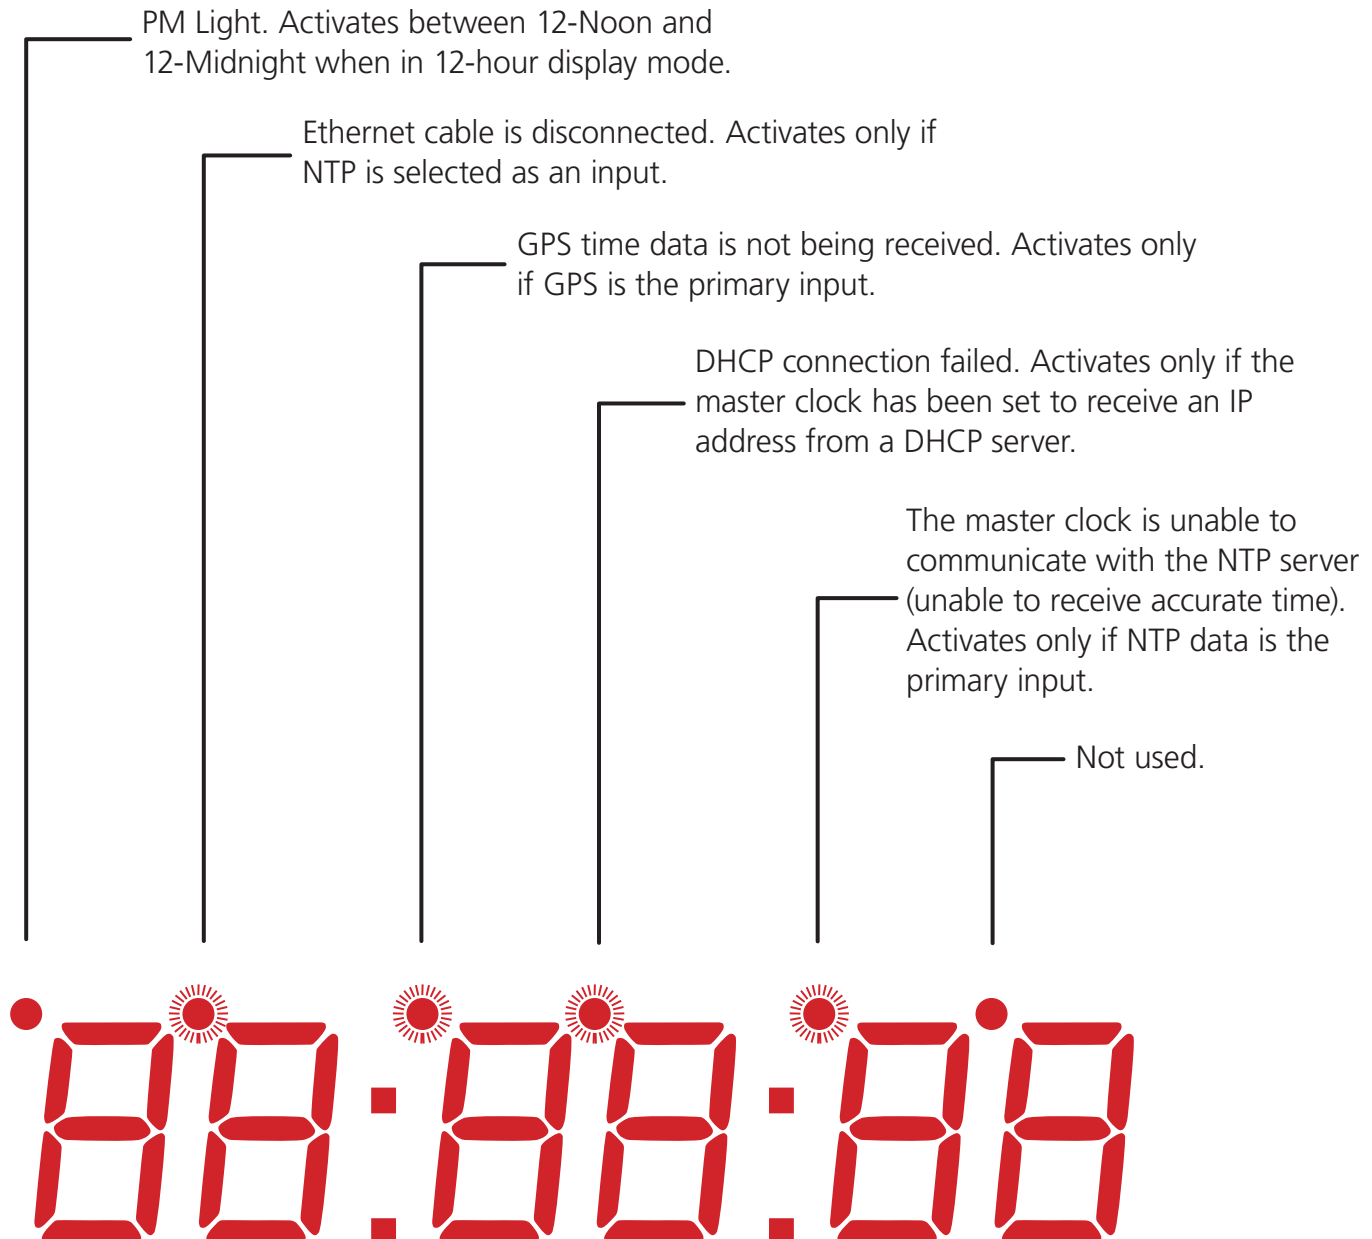 PM Light. Activates between 12-Noon and
12-Midnight when in 12-hour display mode.
Ethernet cable is disconnected. Activates only if
NTP is selected as an input.
GPS time data is not being received. Activates only
if GPS is the primary input.
DHCP connection failed. Activates only if the
master clock has been set to receive an IP
address from a DHCP server.
The master clock is unable to
communicate with the NTP server
(unable to receive accurate time).
Activates only if NTP data is the
primary input.
Not used.
88:88:88